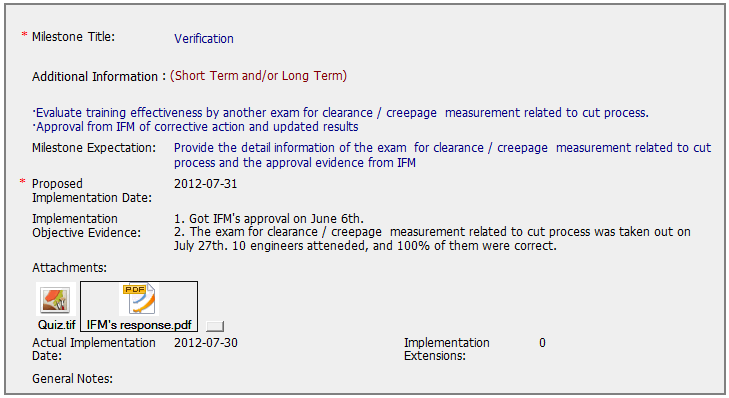 * Milestone Title: Verification
Additional Information : (Short Term and/or Long Term)
·Evaluate training effectiveness by another exam for clearance / creepage measurement related to cut process.
·Approval from IFM of corrective action and updated results
Milestone Expectation: Provide the detail information of the exam for clearance / creepage measurement related to cut
process and the approval evidence from IFM
* Proposed 2012-07-31
Implementation Date:
Implementation 1. Got IFM's approval on June 6th.
Objective Evidence: 2. The exam for clearance / creepage measurement related to cut process was taken out on
July 27th. 10 engineers atteneded, and 100% of them were correct.
Attachments:
PDF
Quiz.tif IFM's response.pdf
Actual Implementation 2012-07-30 Implementation 0
Date: Extensions:
General Notes: